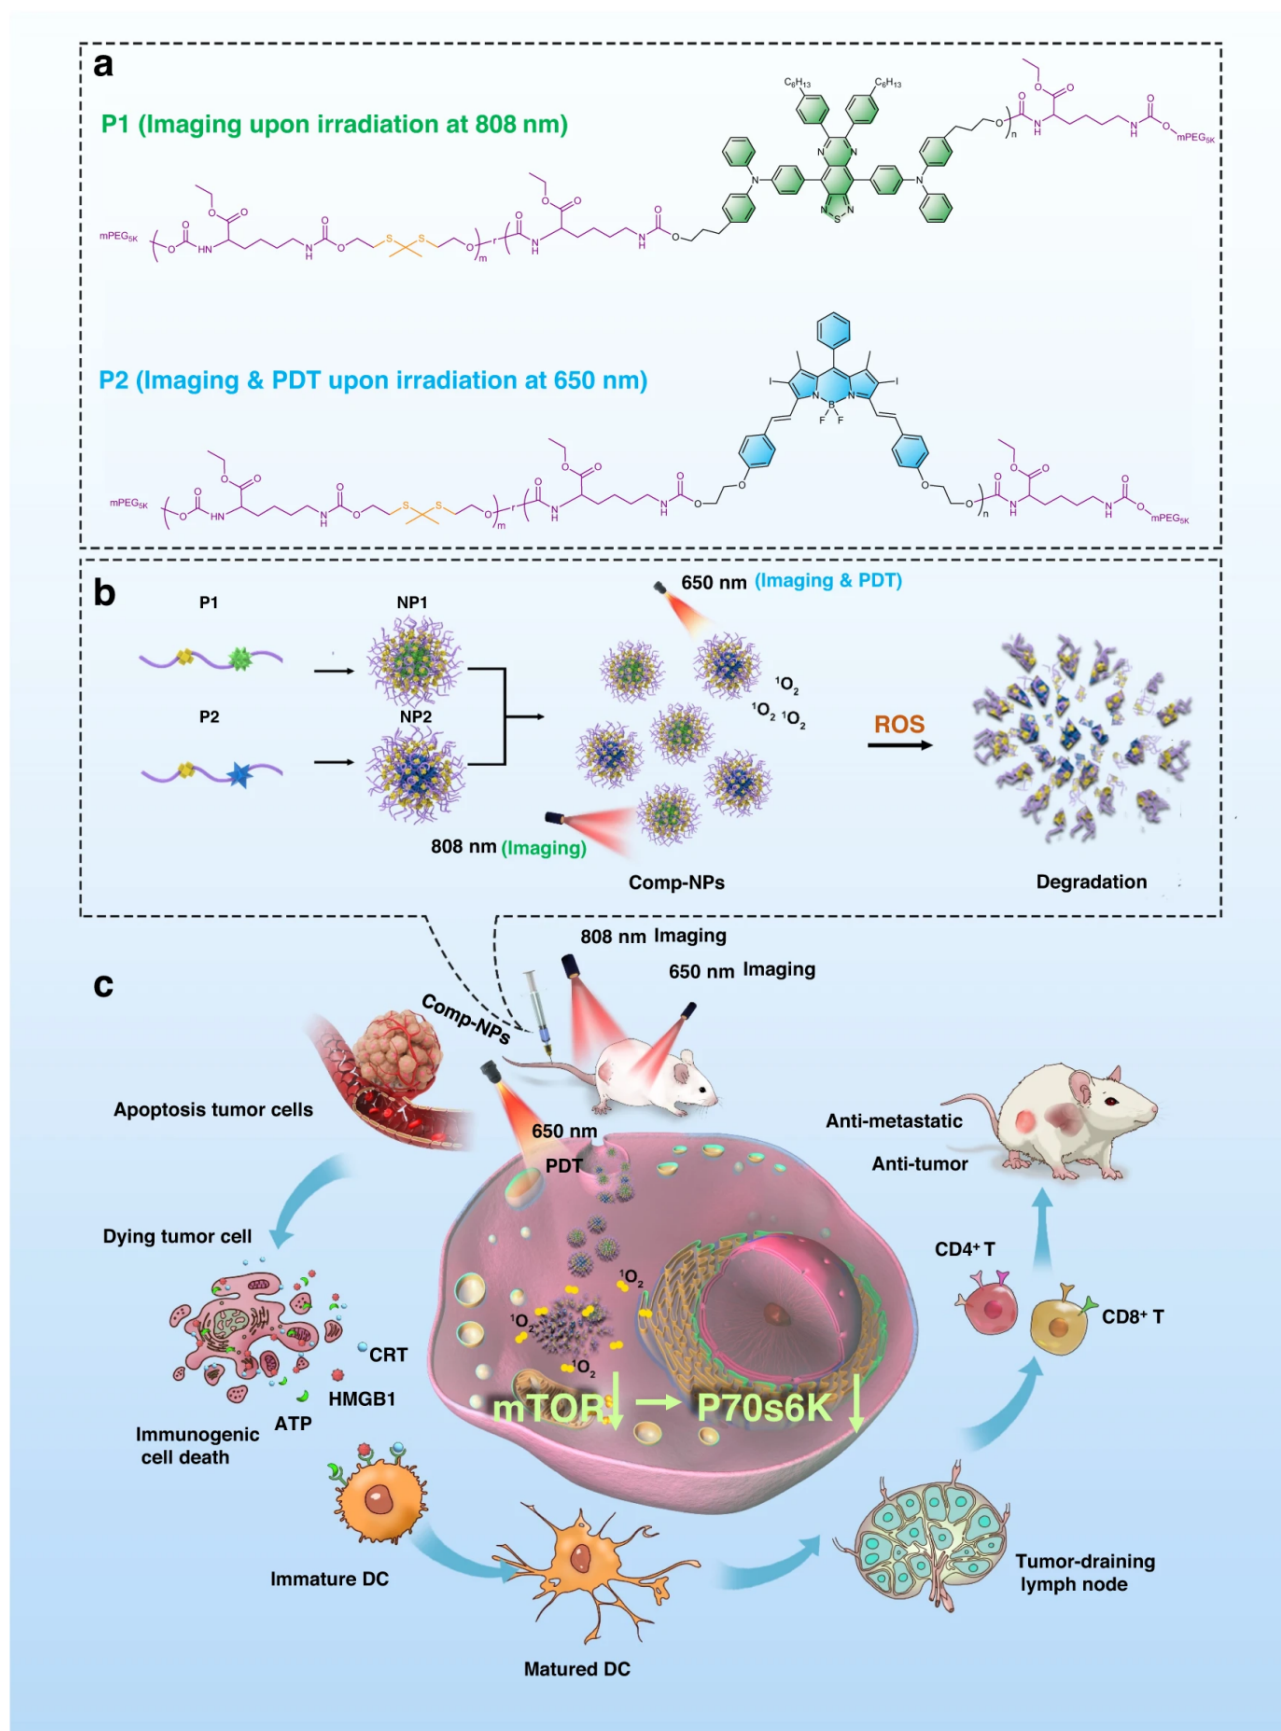 a
P1 (Imaging upon irradiation at 808 nm)
C₆H₁₃
C₆H₁₃
O
O
O
O
n
N
H
N
H
O
O
mPEG₅ₖ
N
N
N
N
N
S
N
mPEG₅ₖ
O
O
HN
O
O
N
H
O
O
S
S
O
m
r
O
N
H
O
O
N
H
O
O
P2 (Imaging & PDT upon irradiation at 650 nm)
I
I
N
N
B
F
F
mPEG₅ₖ
O
O
N
H
O
O
N
H
O
O
S
S
O
m
r
O
N
H
O
O
N
H
O
O
O
O
O
n
O
N
H
O
O
N
H
O
O
mPEG₅ₖ
b
P1
NP1
P2
NP2
650 nm (Imaging & PDT)
¹O₂
¹O₂ ¹O₂
ROS
808 nm (Imaging)
Comp-NPs
Degradation
c
808 nm Imaging
650 nm Imaging
Comp-NPs
Apoptosis tumor cells
650 nm
PDT
Anti-metastatic
Anti-tumor
Dying tumor cell
CD4⁺ T
CD8⁺ T
¹O₂
¹O₂
¹O₂
CRT
HMGB1
ATP
mTOR
P70s6K
Immunogenic
cell death
Immature DC
Matured DC
Tumor-draining
lymph node